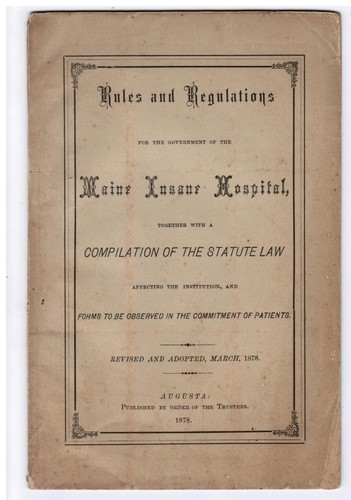 Rules and Regulations
FOR THE GOVERNMENT OF THE
Maine Insane Hospital,
TOGETHER WITH A
COMPILATION OF THE STATUTE LAW
AFFECTING THE INSTITUTION, AND
FORMS TO BE OBSERVED IN THE COMMITMENT OF PATIENTS.
REVISED AND ADOPTED, MARCH, 1878.
AUGUSTA:
PUBLISHED BY ORDER OF THE TRUSTEES.
1878.